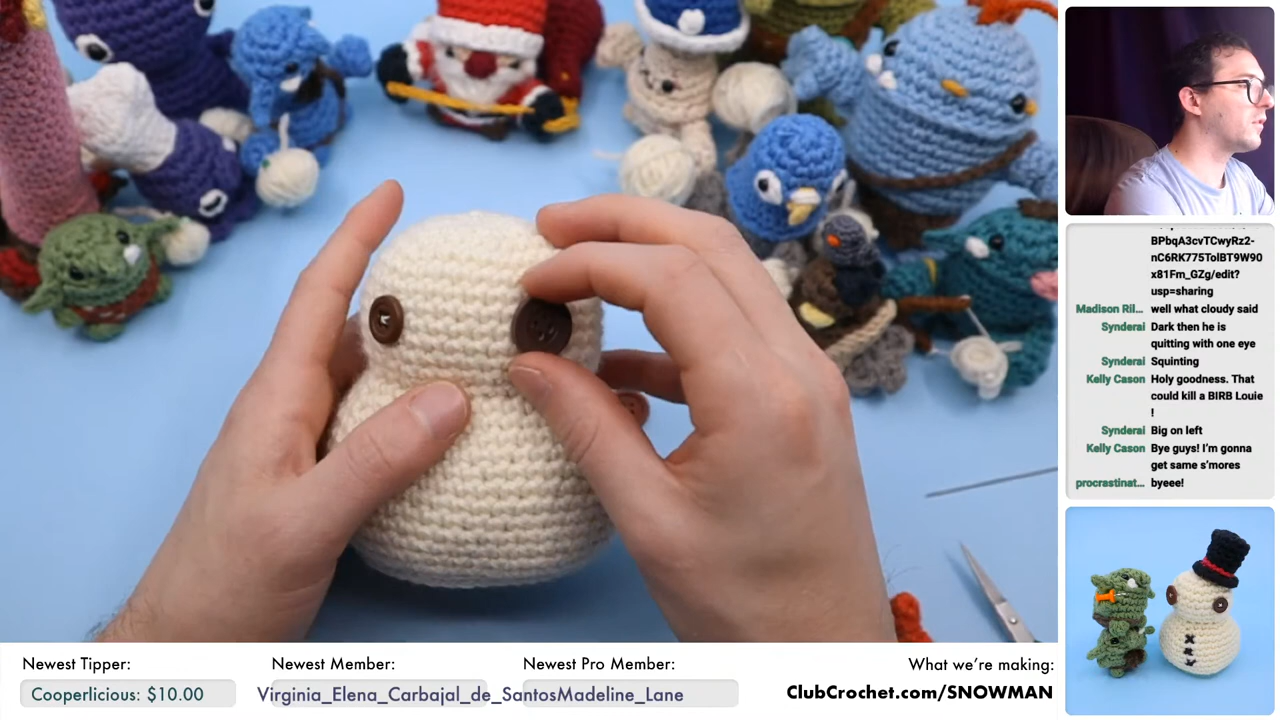 BPbqA3cvTCwyRz2-
nC6RK775TolBT9W90
x81Fm_GZg/edit?
usp=sharing
Madison Ril... well what cloudy said
Synderai Dark then he is
quitting with one eye
Synderai Squinting
Kelly Cason Holy goodness. That
could kill a BIRB Louie
!
Synderai Big on left
Kelly Cason Bye guys! I'm gonna
get same s'mores
procrastinat... byeee!
Newest Tipper:
Cooperlicious: $10.00
Newest Member:
Virginia_Elena_Carbajal_de_Santos
Newest Pro Member:
Madeline_Lane
What we're making:
ClubCrochet.com/SNOWMAN